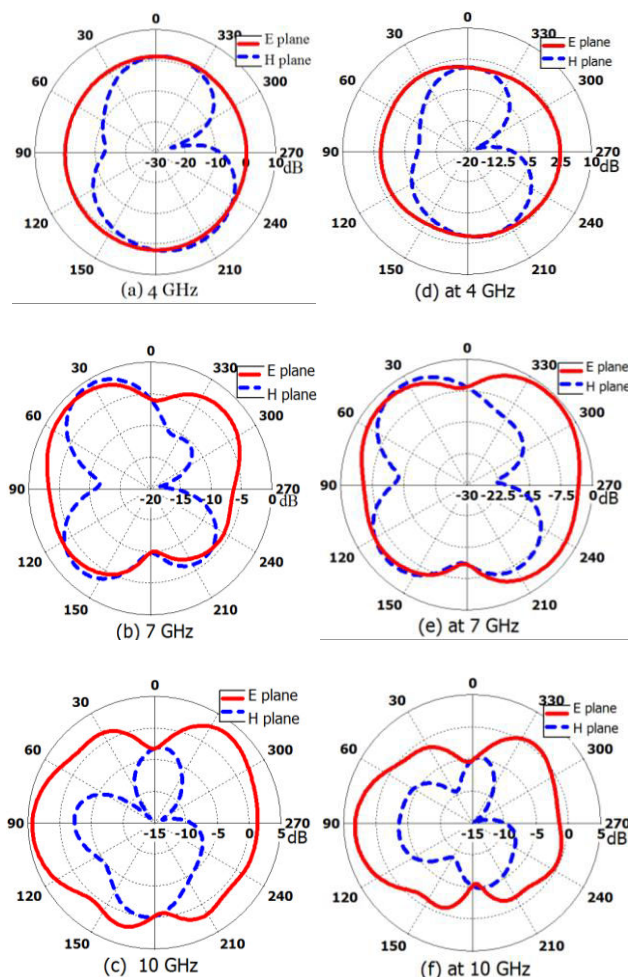 0
30 330
E plane
H plane
60 300
90 -30 -20 -10 0 10 270
dB
120 240
150 210
(a) 4 GHz
0
30 330
E plane
H plane
60 300
90 -20 -12.5 -5 2.5 10 270
dB
120 240
150 210
(d) at 4 GHz
0
30 330
E plane
H plane
60 300
90 -20 -15 -10 -5 0 270
dB
120 240
150 210
(b) 7 GHz
0
30 330
E plane
H plane
60 300
90 -30 -22.5 -15 -7.5 0 270
dB
120 240
150 210
(e) at 7 GHz
0
30 330
E plane
H plane
60 300
90 -15 -10 -5 0 5 270
dB
120 240
150 210
(c) 10 GHz
0
30 330
E plane
H plane
60 300
90 -15 -10 -5 0 5 270
dB
120 240
150 210
(f) at 10 GHz